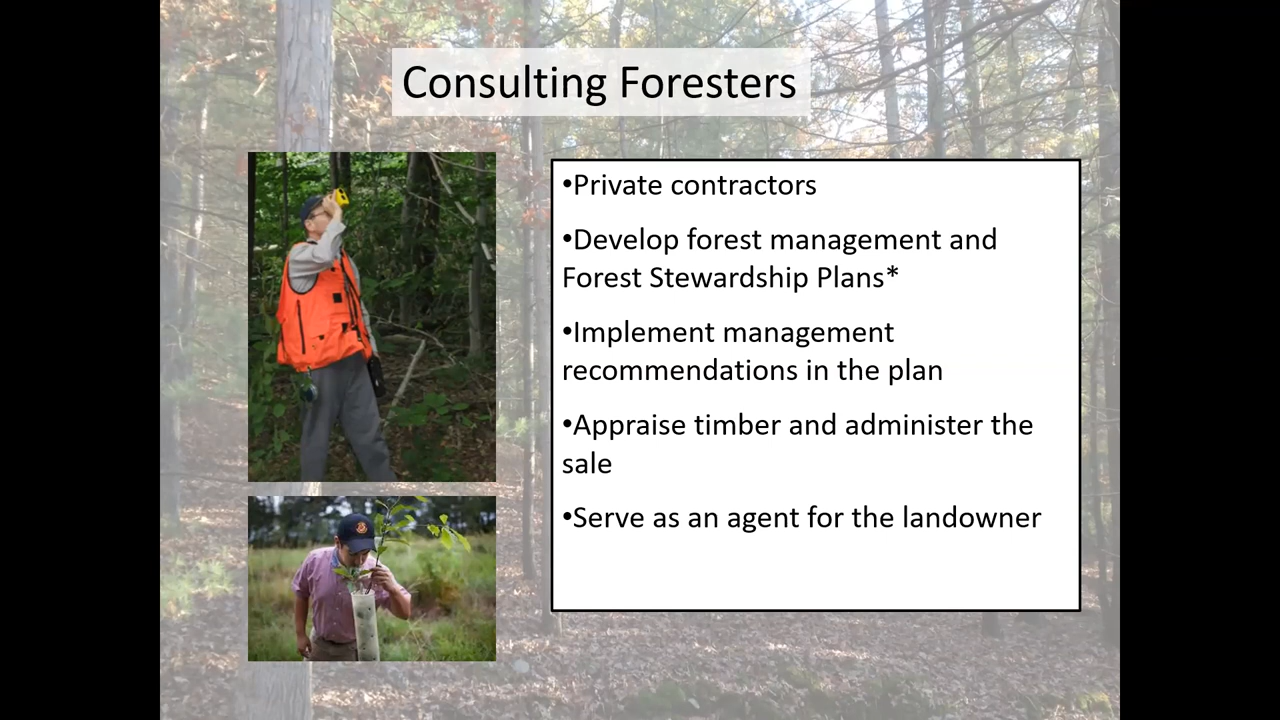 Consulting Foresters
•Private contractors
•Develop forest management and
Forest Stewardship Plans*
•Implement management
recommendations in the plan
•Appraise timber and administer the
sale
•Serve as an agent for the landowner